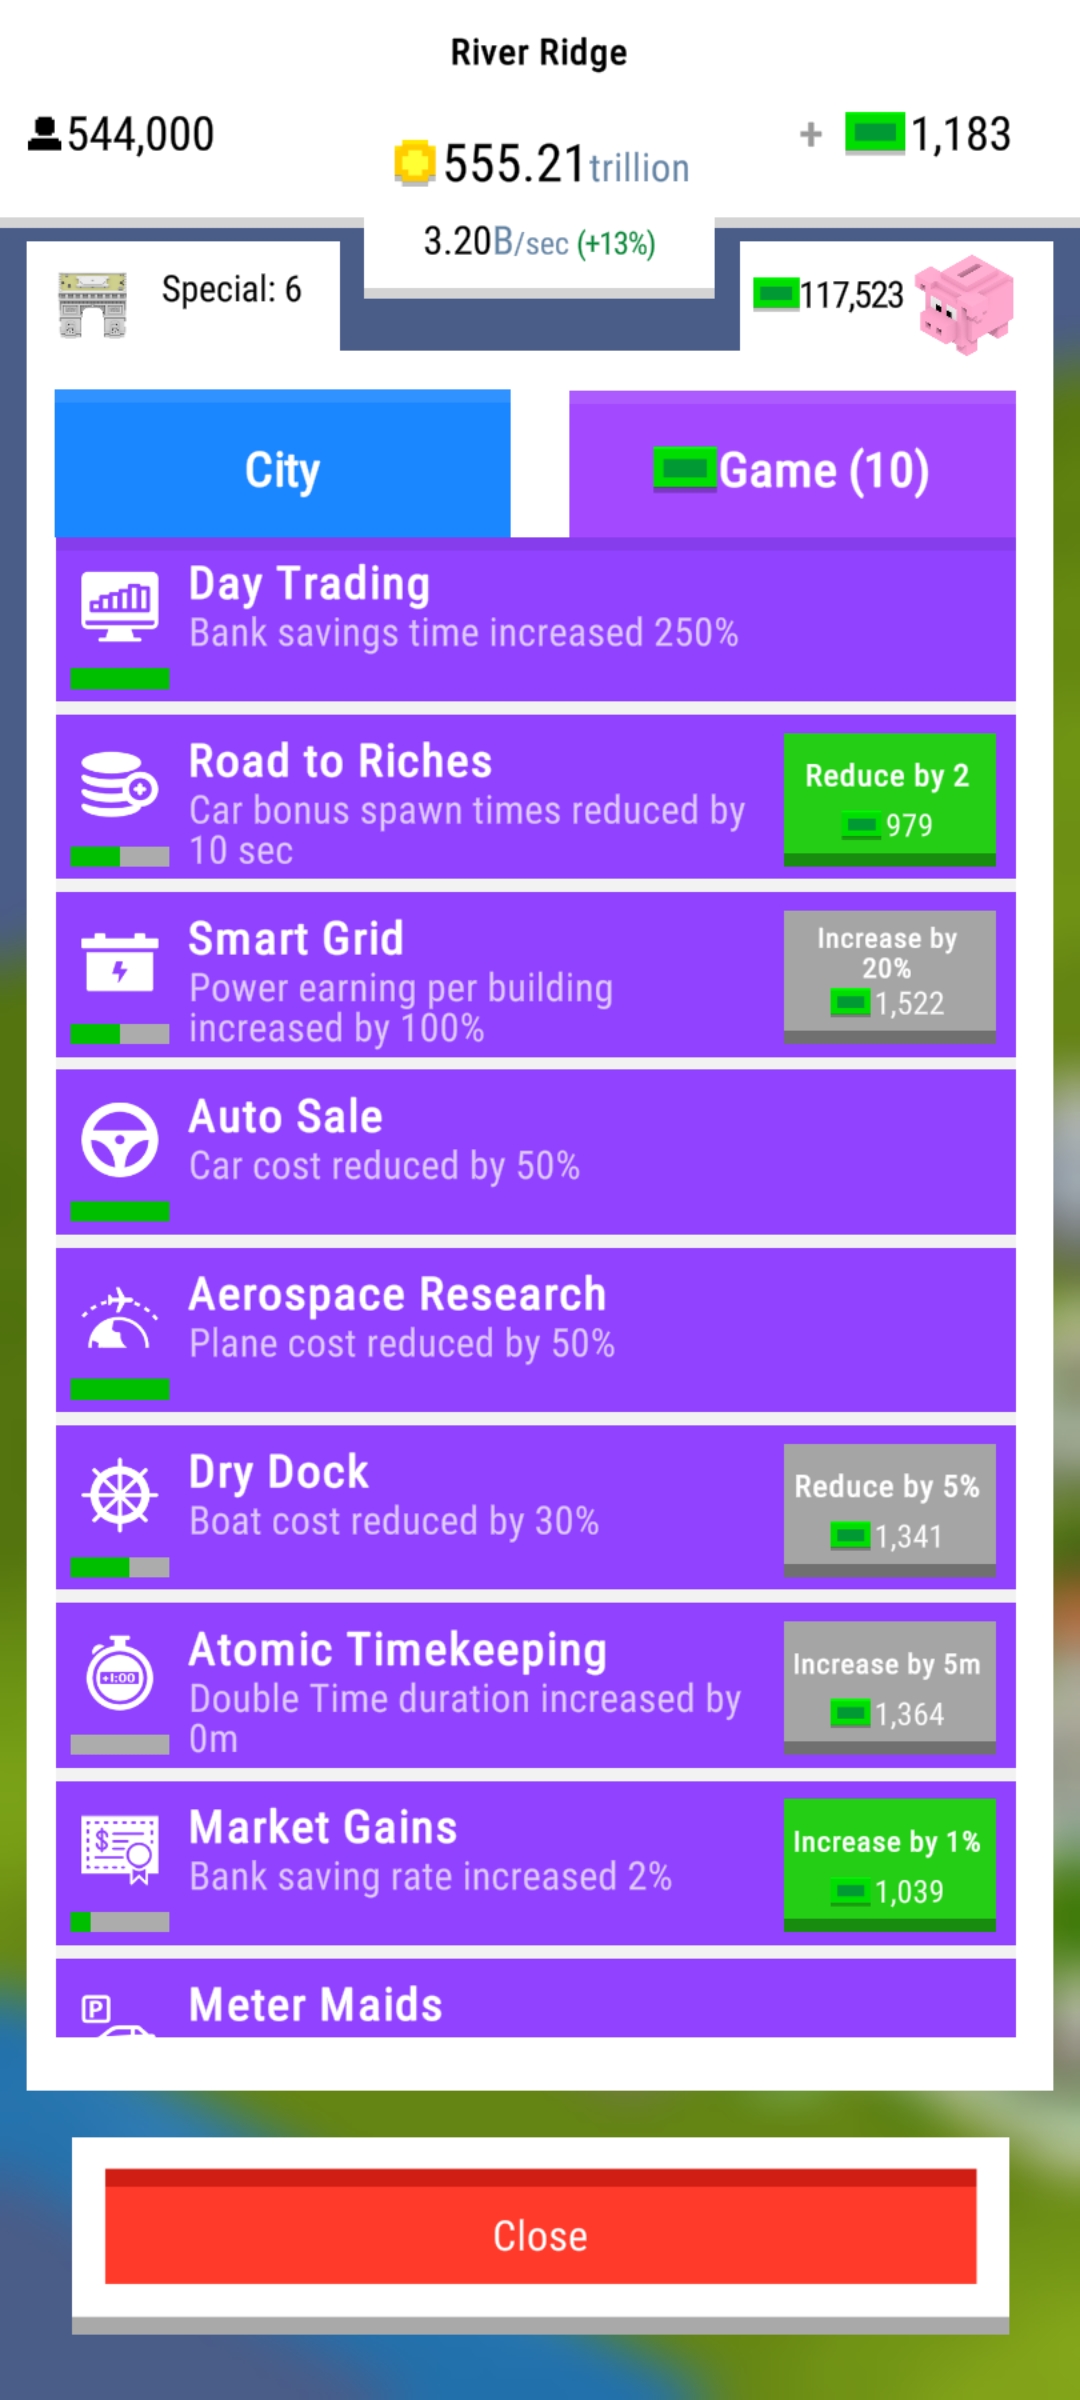 River Ridge
544,000
555.21trillion
+ 1,183
3.20B/sec (+13%)
Special: 6
117,523
City
Game (10)
Day Trading
Bank savings time increased 250%
Road to Riches
Car bonus spawn times reduced by
10 sec
Reduce by 2
979
Smart Grid
Power earning per building
increased by 100%
Increase by
20%
1,522
Auto Sale
Car cost reduced by 50%
Aerospace Research
Plane cost reduced by 50%
Dry Dock
Boat cost reduced by 30%
Reduce by 5%
1,341
+1:00
Atomic Timekeeping
Double Time duration increased by
0m
Increase by 5m
1,364
$
Market Gains
Bank saving rate increased 2%
Increase by 1%
1,039
P
Meter Maids
Close